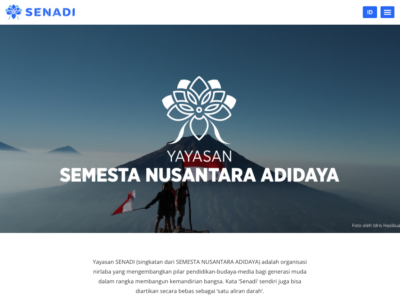 SENADI
ID
YAYASAN
SEMESTA NUSANTARA ADIDAYA
Foto oleh Idris Hasibuan
Yayasan SENADI (singkatan dari SEMESTA NUSANTARA ADIDAYA) adalah organisasi
nirlaba yang mengembangkan pilar pendidikan-budaya-media bagi generasi muda
dalam rangka membangun kemandirian bangsa. Kata ‘Senadi’ sendiri juga bisa
diartikan secara bebas sebagai ‘satu aliran darah’.